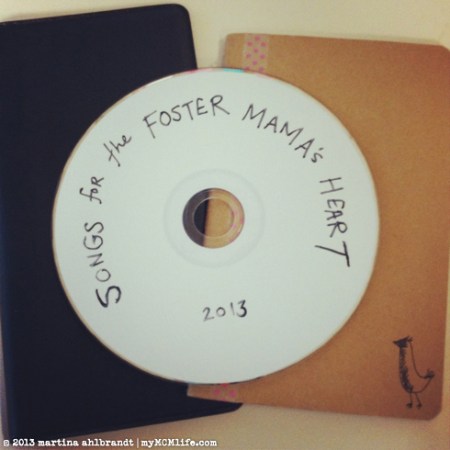 SONGS for the FOSTER MAMA's HEART
2013
© 2013 martina ahlbrandt | myMCMlife.com